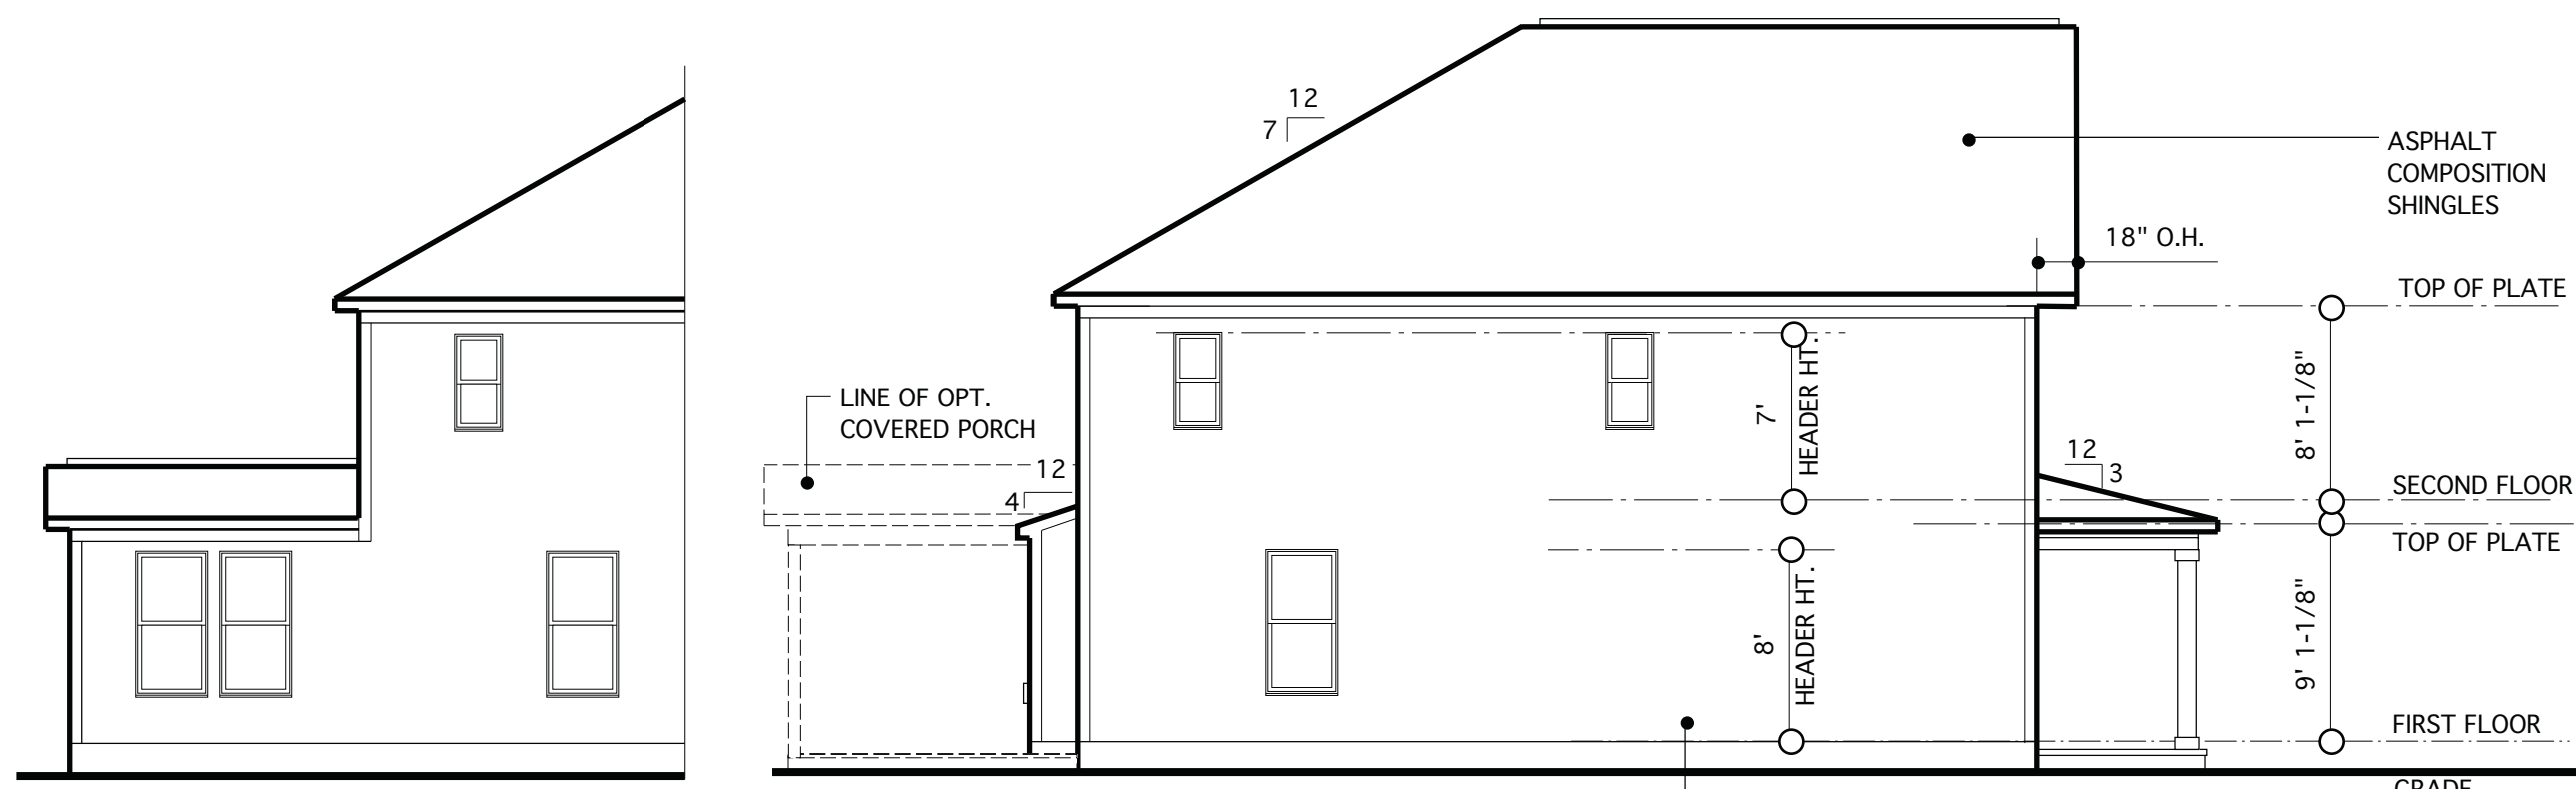 12
7
ASPHALT
COMPOSITION
SHINGLES
18" O.H.
TOP OF PLATE
LINE OF OPT.
COVERED PORCH
7'
HEADER HT.
8' 1-1/8"
12
4
12
3
SECOND FLOOR
TOP OF PLATE
8'
HEADER HT.
9' 1-1/8"
FIRST FLOOR
GRADE